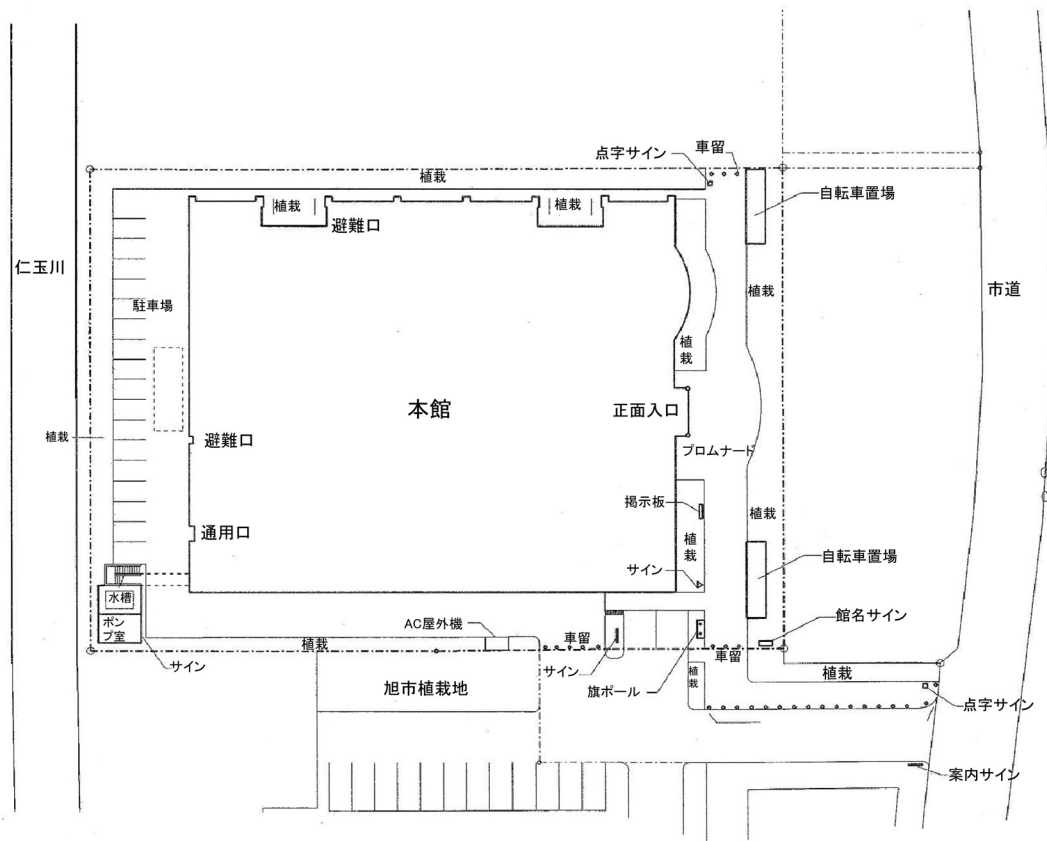 車留
点字サイン
植栽
植栽
植栽
自転車置場
避難口
仁玉川
市道
植栽
駐車場
植
栽
本館
正面入口
植栽
避難口
プロムナード
掲示板
植栽
通用口
植
栽
自転車置場
サイン
水槽
ポン
プ室
館名サイン
AC屋外機
車留
植栽
サイン
サイン
車留
植
栽
植栽
旭市植栽地
旗ポール
点字サイン
案内サイン